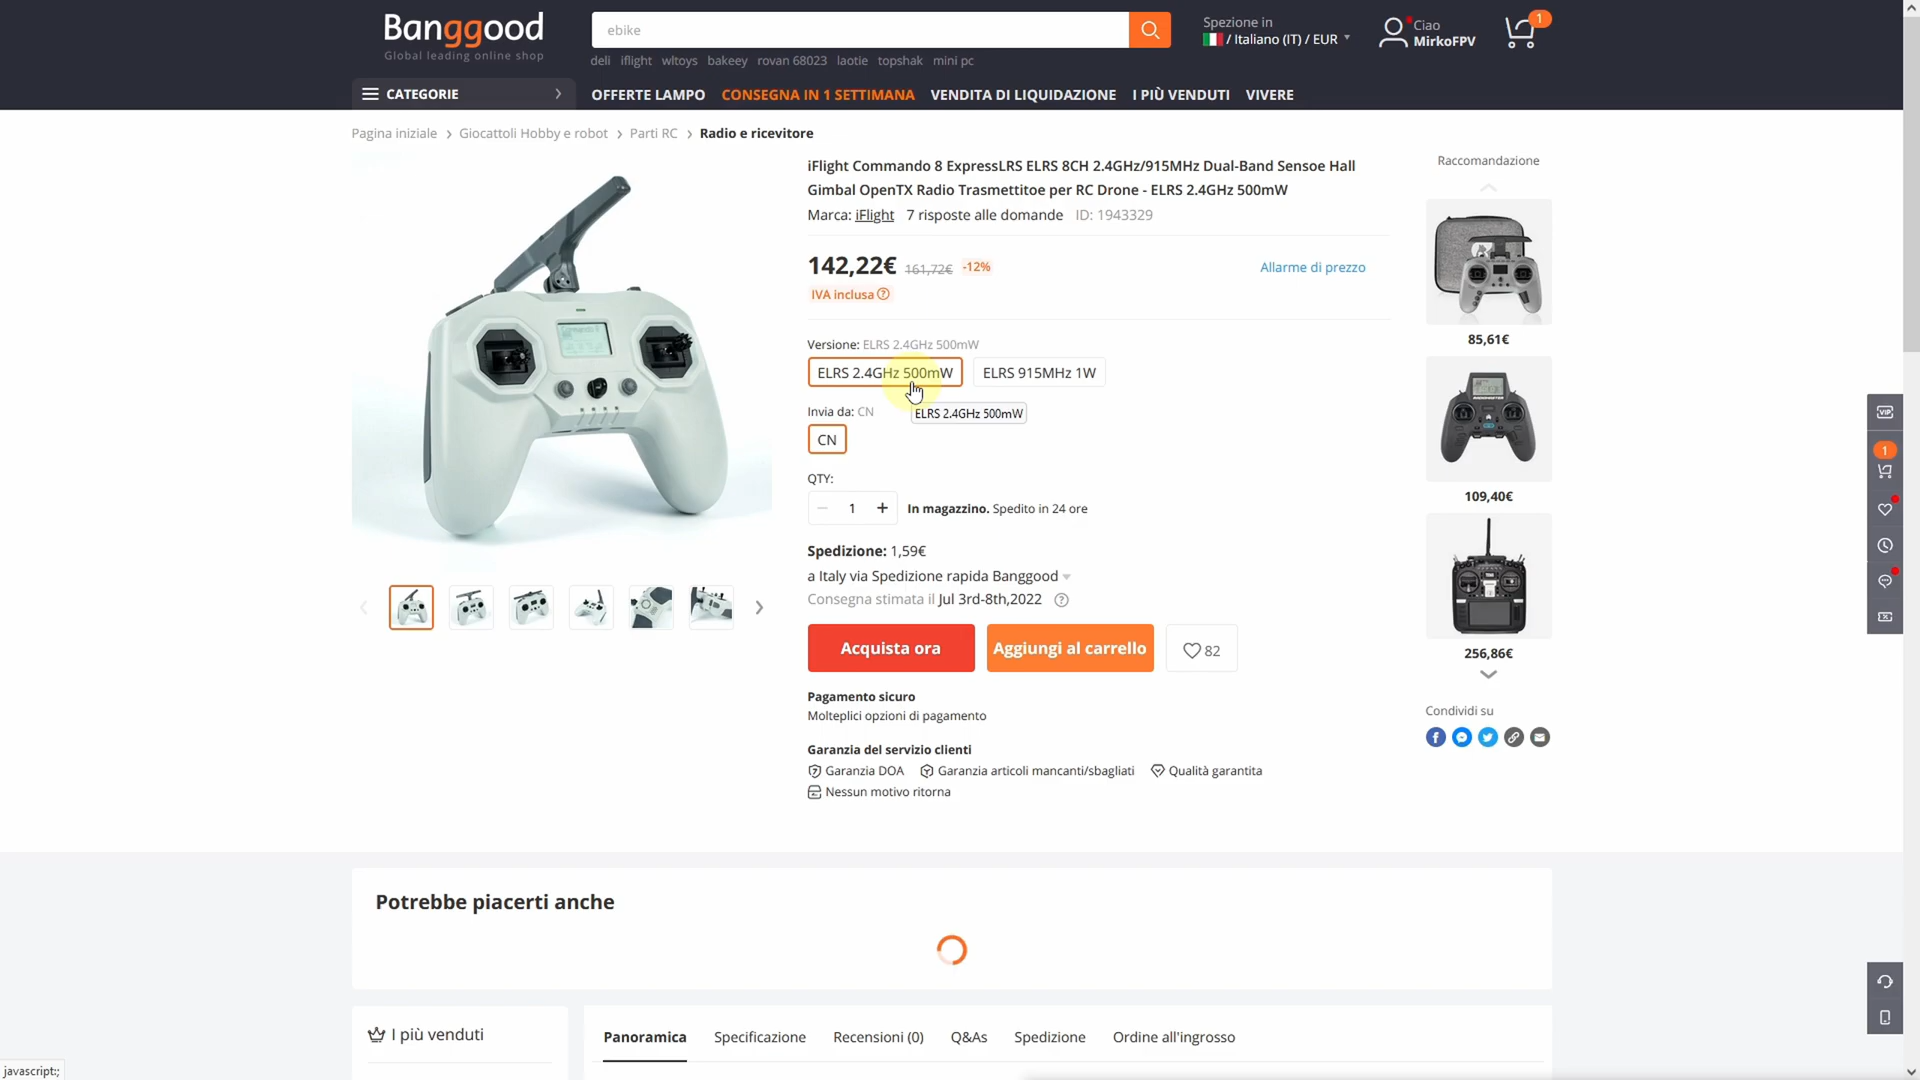 Banggood
Global leading online shop
ebike
deli iflight wltoys bakeey rovan 68023 laotie topshak mini pc
Spezione in
/ Italiano (IT) / EUR
Ciao
MirkoFPV
1
CATEGORIE
OFFERTE LAMPO CONSEGNA IN 1 SETTIMANA VENDITA DI LIQUIDAZIONE I PIÙ VENDUTI VIVERE
Pagina iniziale > Giocattoli Hobby e robot > Parti RC > Radio e ricevitore
iFlight Commando 8 ExpressLRS ELRS 8CH 2.4GHz/915MHz Dual-Band Sensoe Hall
Gimbal OpenTX Radio Trasmettitoe per RC Drone - ELRS 2.4GHz 500mW
Marca: iFlight 7 risposte alle domande ID: 1943329
142,22€ 161,72€ -12%
Allarme di prezzo
IVA inclusa
Versione: ELRS 2.4GHz 500mW
ELRS 2.4GHz 500mW ELRS 915MHz 1W
Invia da: CN
ELRS 2.4GHz 500mW
CN
QTY:
1 In magazzino. Spedito in 24 ore
Spedizione: 1,59€
a Italy via Spedizione rapida Banggood
Consegna stimata il Jul 3rd-8th,2022
Acquista ora Aggiungi al carrello 82
Pagamento sicuro
Molteplici opzioni di pagamento
Garanzia del servizio clienti
Garanzia DOA Garanzia articoli mancanti/sbagliati Qualità garantita
Nessun motivo ritorna
Raccomandazione
85,61€
109,40€
256,86€
Condividi su
VIP
1
Potrebbe piacerti anche
I più venduti
Panoramica Specificazione Recensioni (0) Q&As Spedizione Ordine all'ingrosso
javascript:;